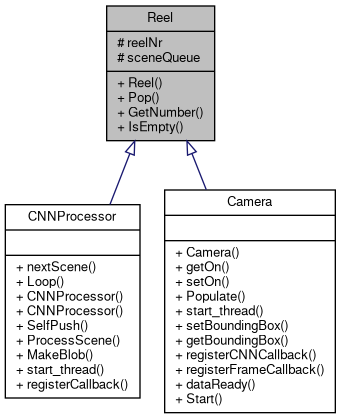 Reel
# reelNr
# sceneQueue
+ Reel()
+ Pop()
+ GetNumber()
+ IsEmpty()
CNNProcessor
+ nextScene()
+ Loop()
+ CNNProcessor()
+ CNNProcessor()
+ SelfPush()
+ ProcessScene()
+ MakeBlob()
+ start_thread()
+ registerCallback()
Camera
+ Camera()
+ getOn()
+ setOn()
+ Populate()
+ start_thread()
+ setBoundingBox()
+ getBoundingBox()
+ registerCNNCallback()
+ registerFrameCallback()
+ dataReady()
+ Start()